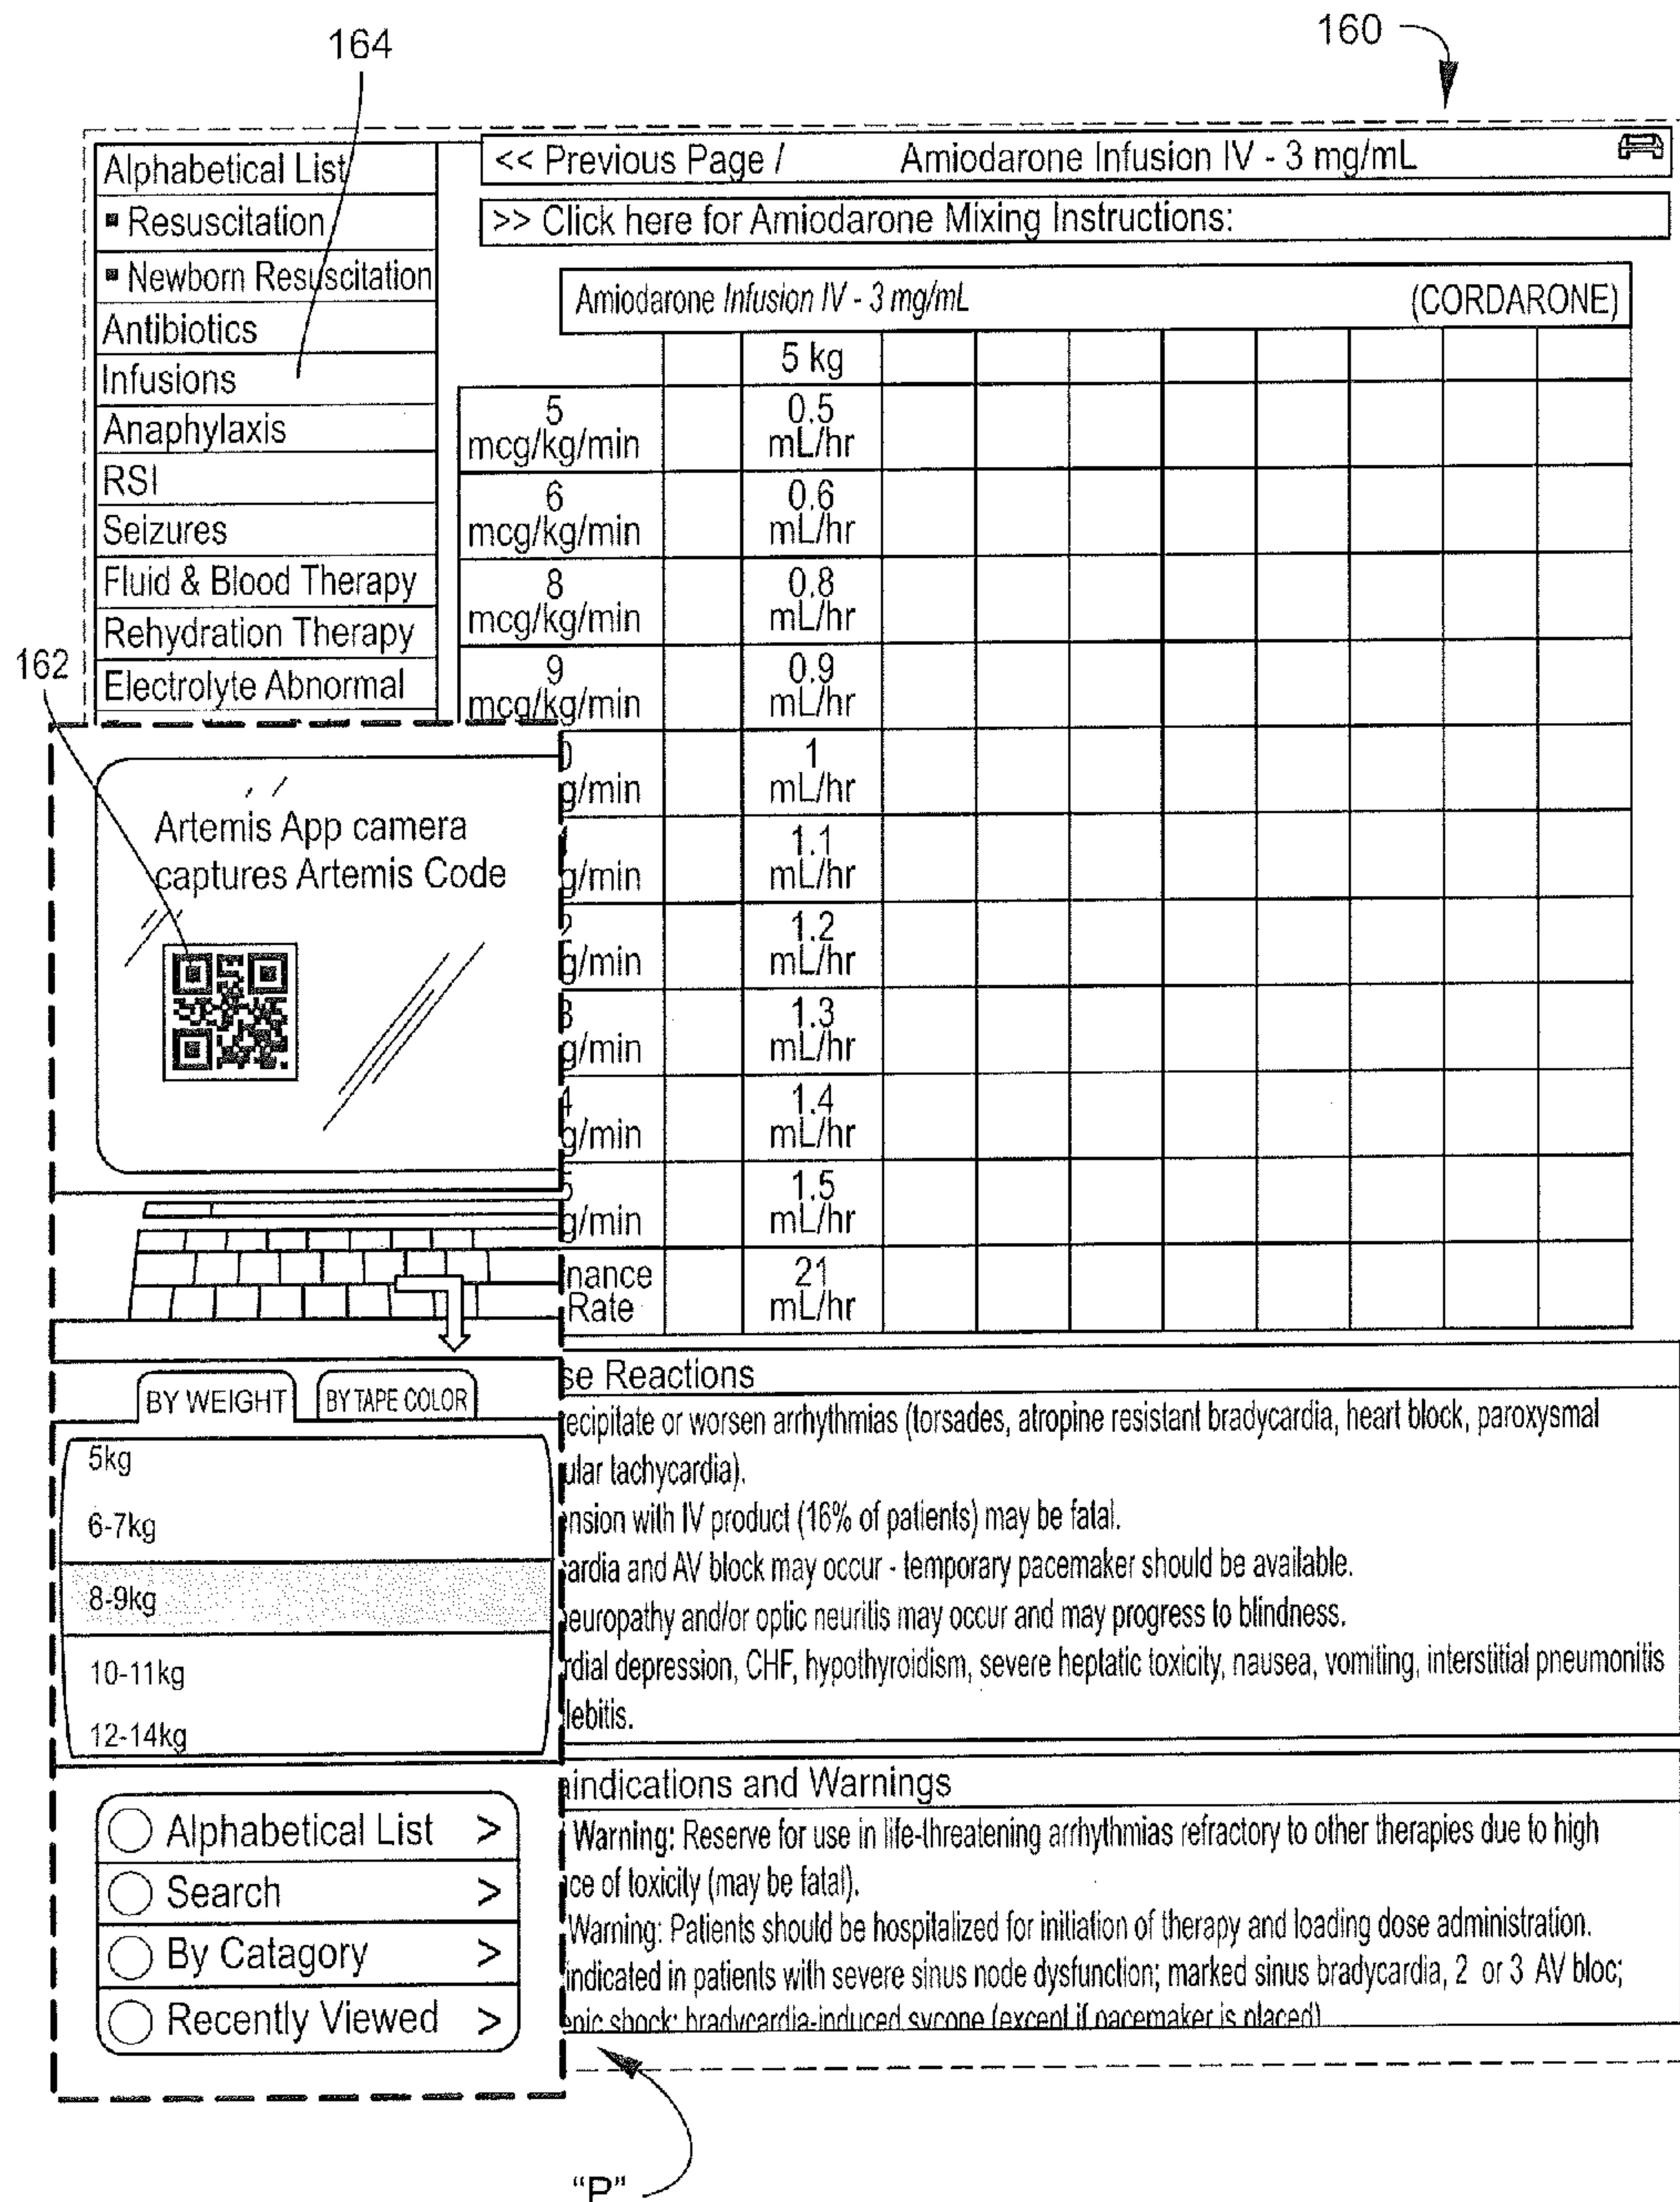 164
160
Alphabetical List
▪ Resuscitation
▪ Newborn Resuscitation
Antibiotics
Infusions
Anaphylaxis
RSI
Seizures
Fluid & Blood Therapy
Rehydration Therapy
Electrolyte Abnormal
162
<< Previous Page / Amiodarone Infusion IV - 3 mg/mL
>> Click here for Amiodarone Mixing Instructions:
Amiodarone Infusion IV - 3 mg/mL (CORDARONE)
5 kg
5 0.5
mcg/kg/min mL/hr
6 0.6
mcg/kg/min mL/hr
8 0.8
mcg/kg/min mL/hr
9 0.9
mcg/kg/min mL/hr
1
g/min mL/hr
1.1
g/min mL/hr
1.2
g/min mL/hr
1.3
g/min mL/hr
1.4
g/min mL/hr
1.5
g/min mL/hr
nance 21
Rate mL/hr
Artemis App camera
captures Artemis Code
BY WEIGHT BY TAPE COLOR
5kg
6-7kg
8-9kg
10-11kg
12-14kg
Alphabetical List >
Search >
By Catagory >
Recently Viewed >
se Reactions
ecipitate or worsen arrhythmias (torsades, atropine resistant bradycardia, heart block, paroxysmal
ular tachycardia).
ension with IV product (16% of patients) may be fatal.
ardia and AV block may occur - temporary pacemaker should be available.
europathy and/or optic neuritis may occur and may progress to blindness.
rdial depression, CHF, hypothyroidism, severe heptatic toxicity, nausea, vomiting, interstitial pneumonitis
lebitis.
indications and Warnings
Warning: Reserve for use in life-threatening arrhythmias refractory to other therapies due to high
ce of toxicity (may be fatal).
Warning: Patients should be hospitalized for initiation of therapy and loading dose administration.
indicated in patients with severe sinus node dysfunction; marked sinus bradycardia, 2 or 3 AV bloc;
enic shock; bradycardia-induced sycone (except if pacemaker is placed)
"P"